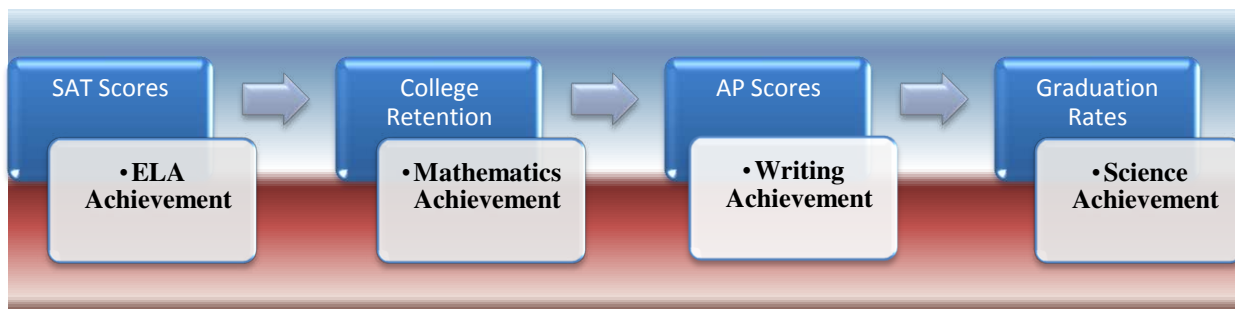 SAT Scores
• ELA
Achievement
College
Retention
• Mathematics
Achievement
AP Scores
• Writing
Achievement
Graduation
Rates
• Science
Achievement